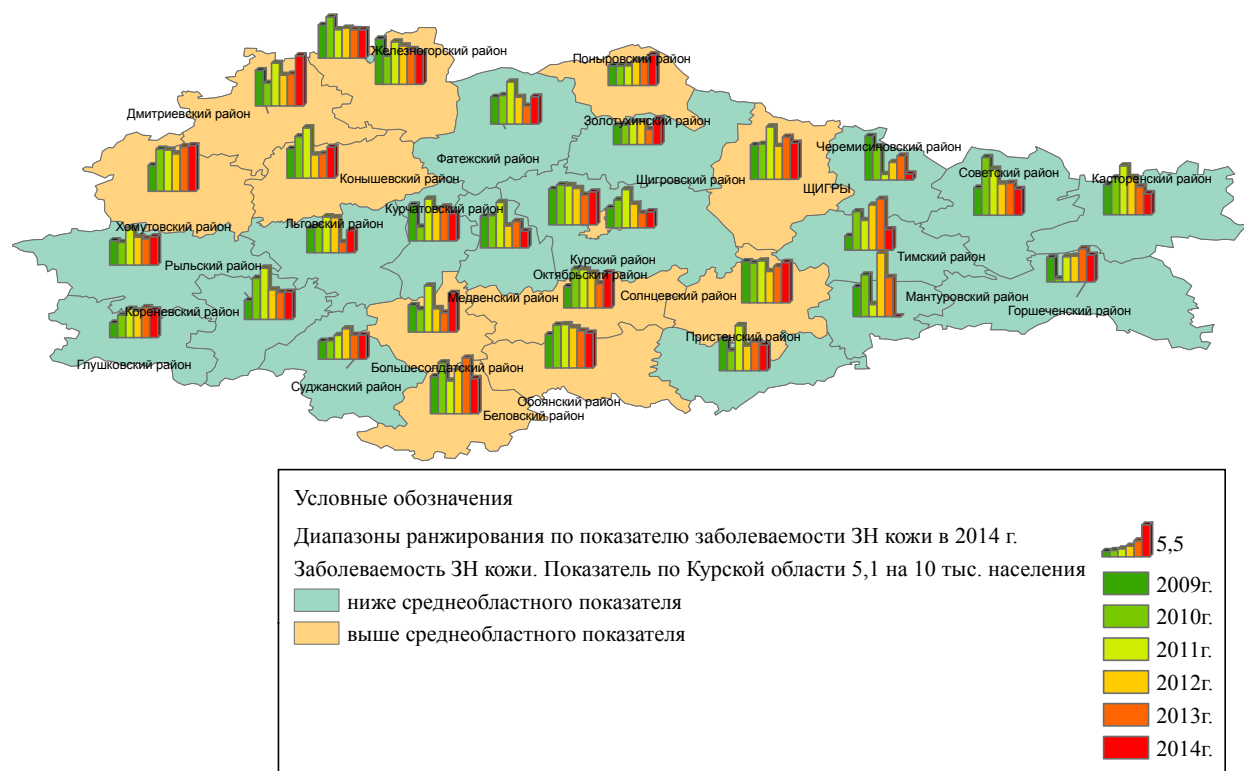 Железногорский район
Поныровский район
Дмитриевский район
Золотухинский район
Фатежский район
Черемисиновский район
Советский район
Касторенский район
Конышевский район
Щигровский район
ЩИГРЫ
Курчатовский район
Хомутовский район
Льговский район
Тимский район
Рыльский район
Курский район
Октябрьский район
Медвенский район
Солнцевский район
Мантуровский район
Горшеченский район
Кореневский район
Пристенский район
Глушковский район
Большесолдатский район
Суджанский район
Обоянский район
Беловский район
Условные обозначения
Диапазоны ранжирования по показателю заболеваемости ЗН кожи в 2014 г.
Заболеваемость ЗН кожи. Показатель по Курской области 5,1 на 10 тыс. населения
ниже среднеобластного показателя
выше среднеобластного показателя
5,5
2009г.
2010г.
2011г.
2012г.
2013г.
2014г.